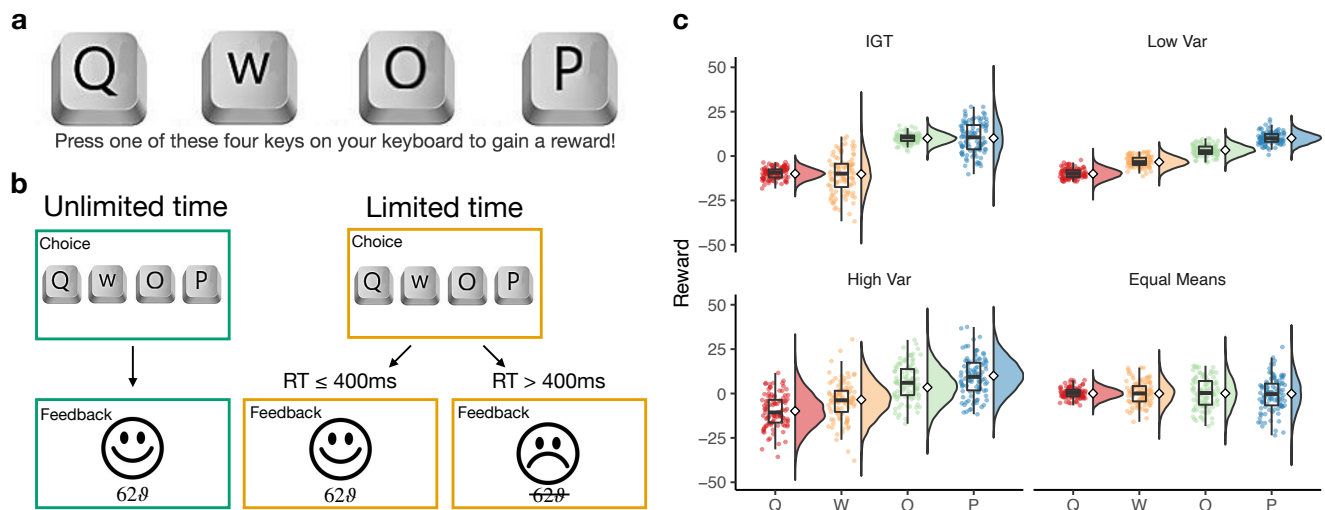 a
Q W O P
Press one of these four keys on your keyboard to gain a reward!
b
Unlimited time
Choice
Q W O P
Limited time
Choice
Q W O P
RT ≤ 400ms
RT > 400ms
Feedback
62ϑ
Feedback
62ϑ
Feedback
62ϑ
c
Reward
IGT
50
25
0
−25
−50
Low Var
High Var
50
25
0
−25
−50
Q W O P
Equal Means
Q W O P